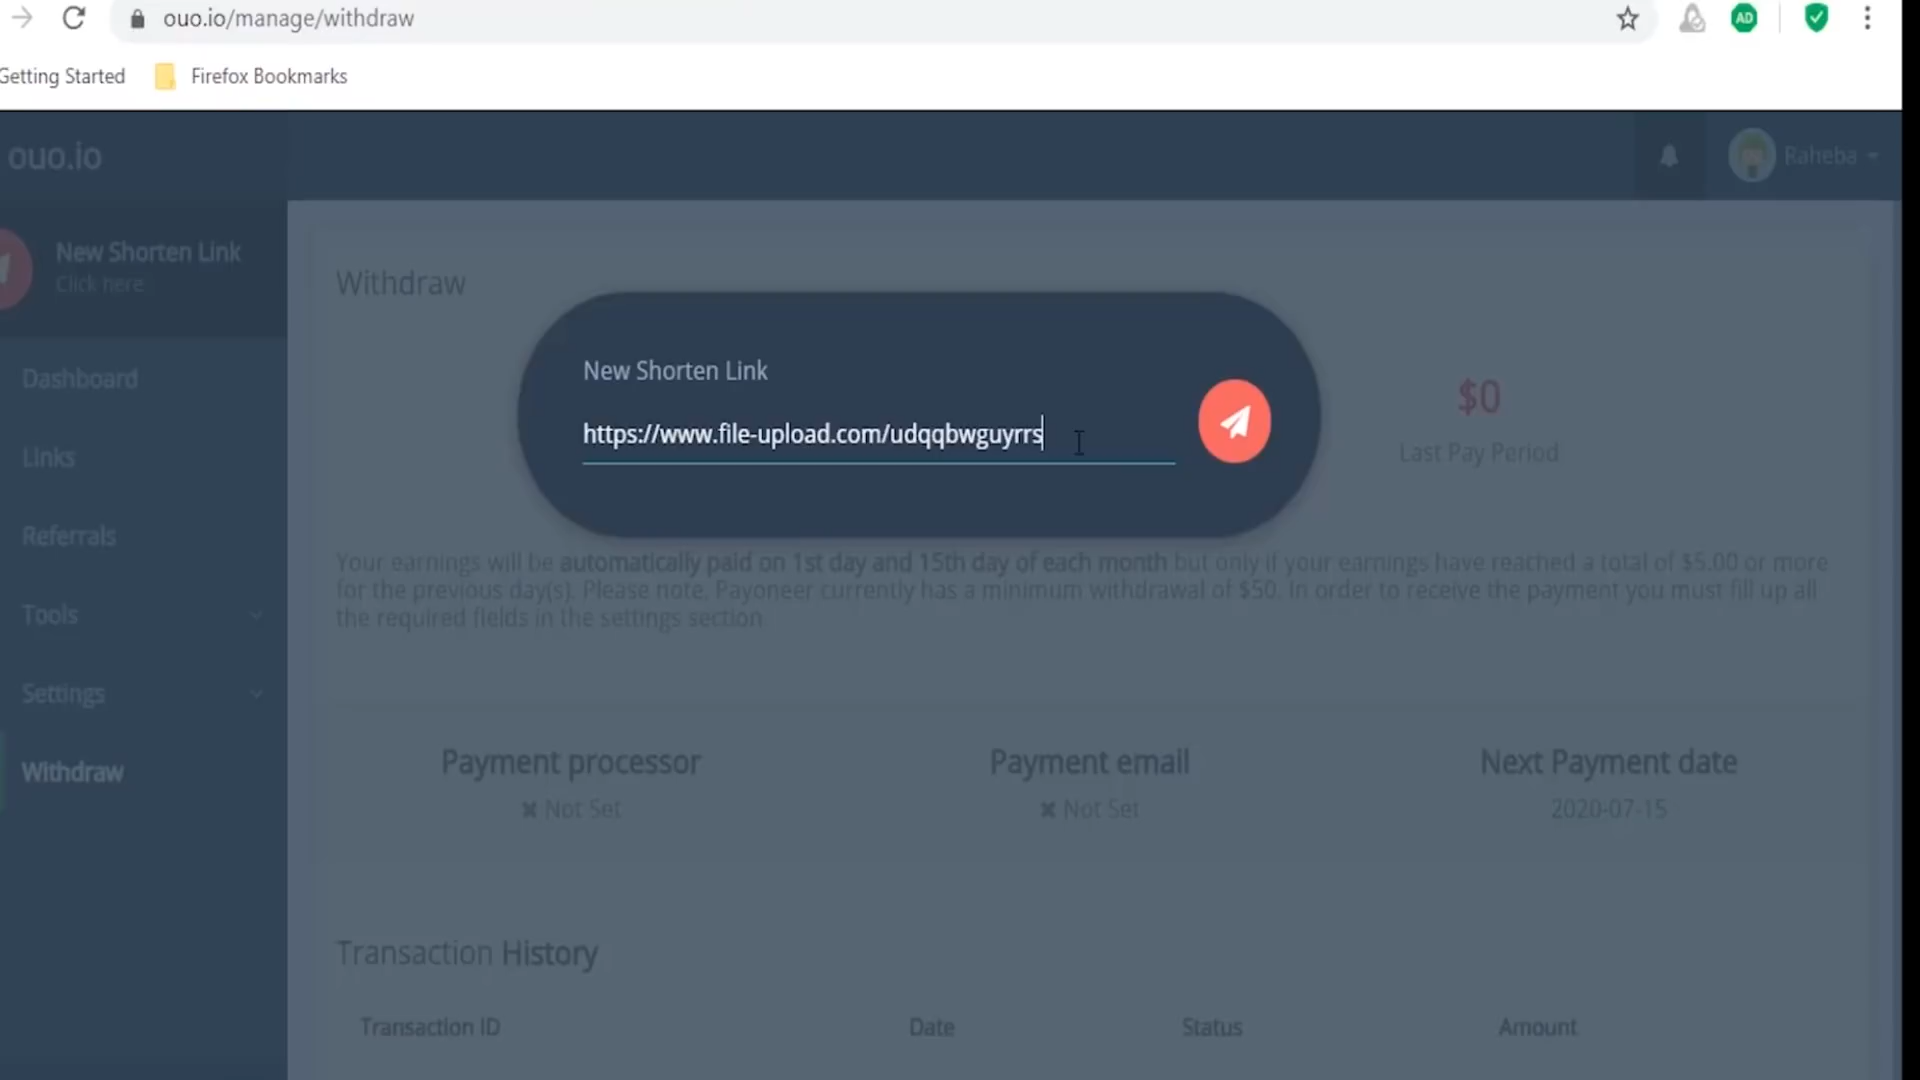 ouo.io/manage/withdraw
AD
Getting Started
Firefox Bookmarks
ouo.io
Raheba
New Shorten Link
Click here
Withdraw
New Shorten Link
https://www.file-upload.com/udqqbwguyrrs
$0
Last Pay Period
Dashboard
Links
Referrals
Tools
Settings
Withdraw
Your earnings will be automatically paid on 1st day and 15th day of each month but only if your earnings have reached a total of $5.00 or more
for the previous day(s). Please note, Payoneer currently has a minimum withdrawal of $50. In order to receive the payment you must fill up all
the required fields in the settings section
Payment processor
Not Set
Payment email
Not Set
Next Payment date
2020-07-15
Transaction History
Transaction ID
Date
Status
Amount